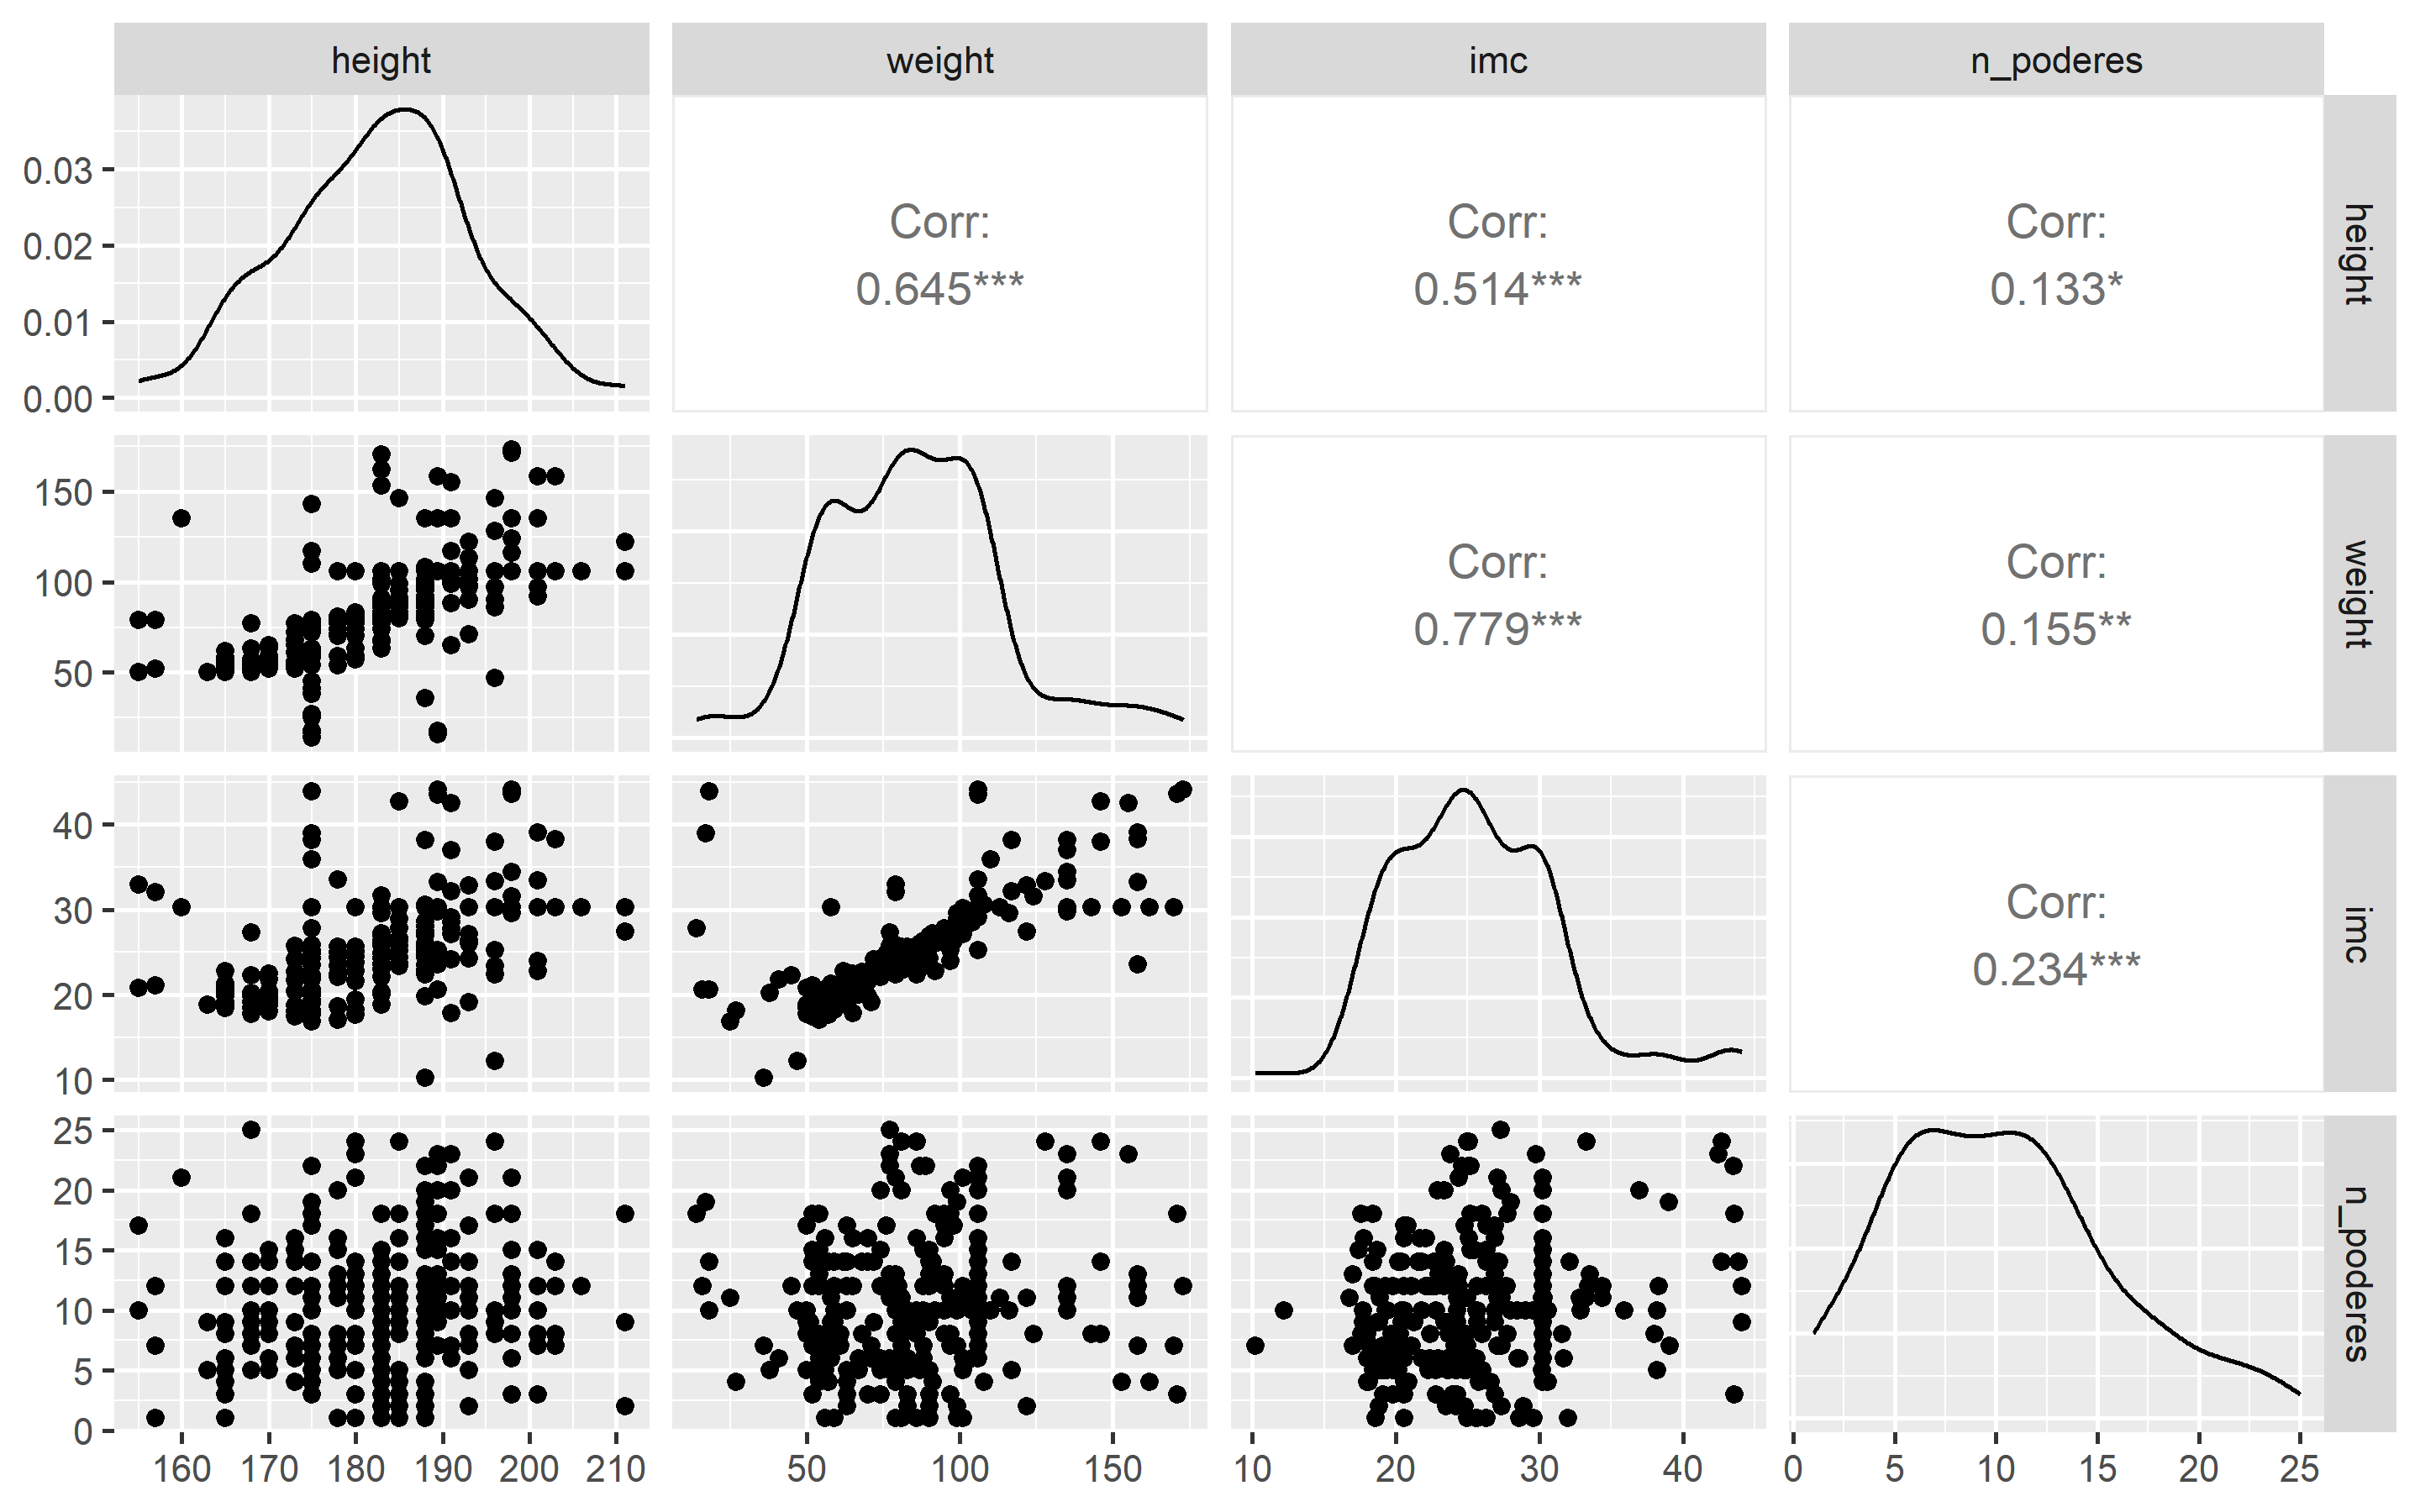 height weight imc n_poderes
0.03
0.02
0.01
0.00
Corr:
0.645***
Corr:
0.514***
Corr:
0.133*
height
150
100
50
Corr:
0.779***
Corr:
0.155**
weight
40
30
20
10
Corr:
0.234***
imc
25
20
15
10
5
0
n_poderes
160 170 180 190 200 210
50 100 150
10 20 30 40
0 5 10 15 20 25